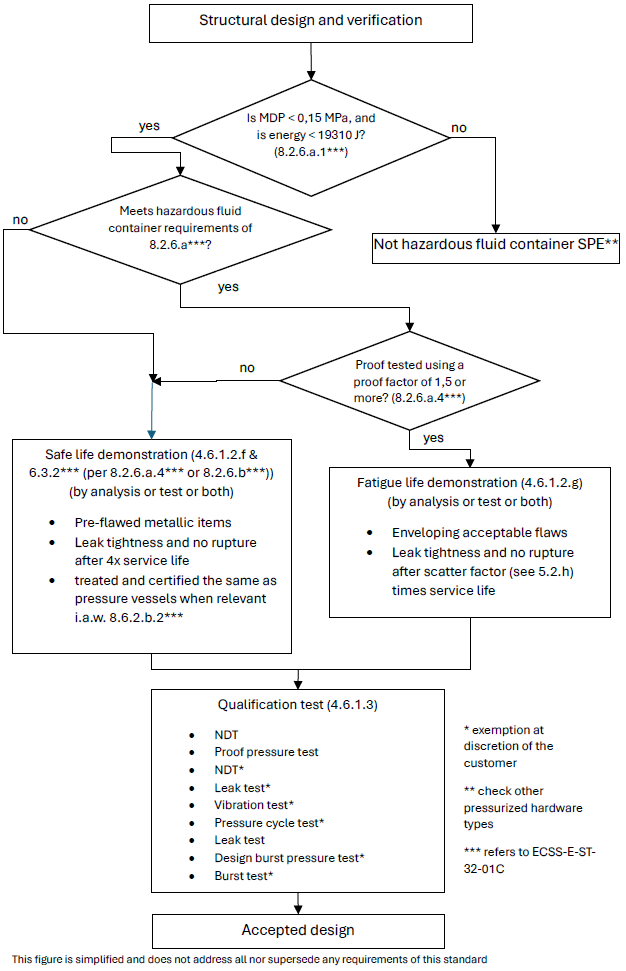 Structural design and verification
Is MDP < 0,15 MPa, and
is energy < 19310 J?
(8.2.6.a.1***)
yes
no
Meets hazardous fluid
container requirements of
8.2.6.a***?
no
Not hazardous fluid container SPE**
yes
Proof tested using a
proof factor of 1,5 or
more? (8.2.6.a.4***)
no
yes
Safe life demonstration (4.6.1.2.f &
6.3.2*** (per 8.2.6.a.4*** or 8.2.6.b***))
(by analysis or test or both)
• Pre-flawed metallic items
• Leak tightness and no rupture
after 4x service life
• treated and certified the same as
pressure vessels when relevant
i.a.w. 8.6.2.b.2***
Fatigue life demonstration (4.6.1.2.g)
(by analysis or test or both)
• Enveloping acceptable flaws
• Leak tightness and no rupture
after scatter factor (see 5.2.h)
times service life
Qualification test (4.6.1.3)
• NDT
• Proof pressure test
• NDT*
• Leak test*
• Vibration test*
• Pressure cycle test*
• Leak test
• Design burst pressure test*
• Burst test*
* exemption at
discretion of the
customer
** check other
pressurized hardware
types
*** refers to ECSS-E-ST-
32-01C
Accepted design
This figure is simplified and does not address all nor supersede any requirements of this standard